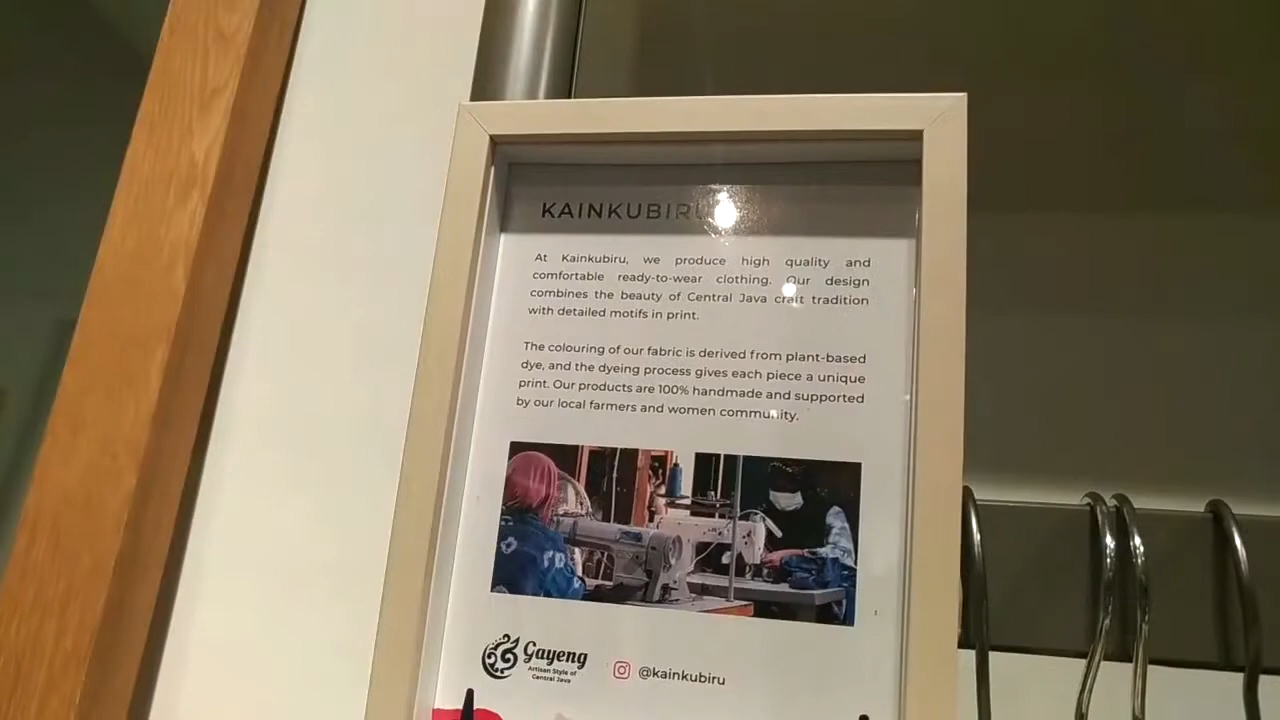 KAINKUBIRU
At Kainkubiru, we produce high quality and
comfortable ready-to-wear clothing. Our design
combines the beauty of Central Java craft tradition
with detailed motifs in print.
The colouring of our fabric is derived from plant-based
dye, and the dyeing process gives each piece a unique
print. Our products are 100% handmade and supported
by our local farmers and women community.
Gayeng
Artisan Style of
Central Java
@kainkubiru